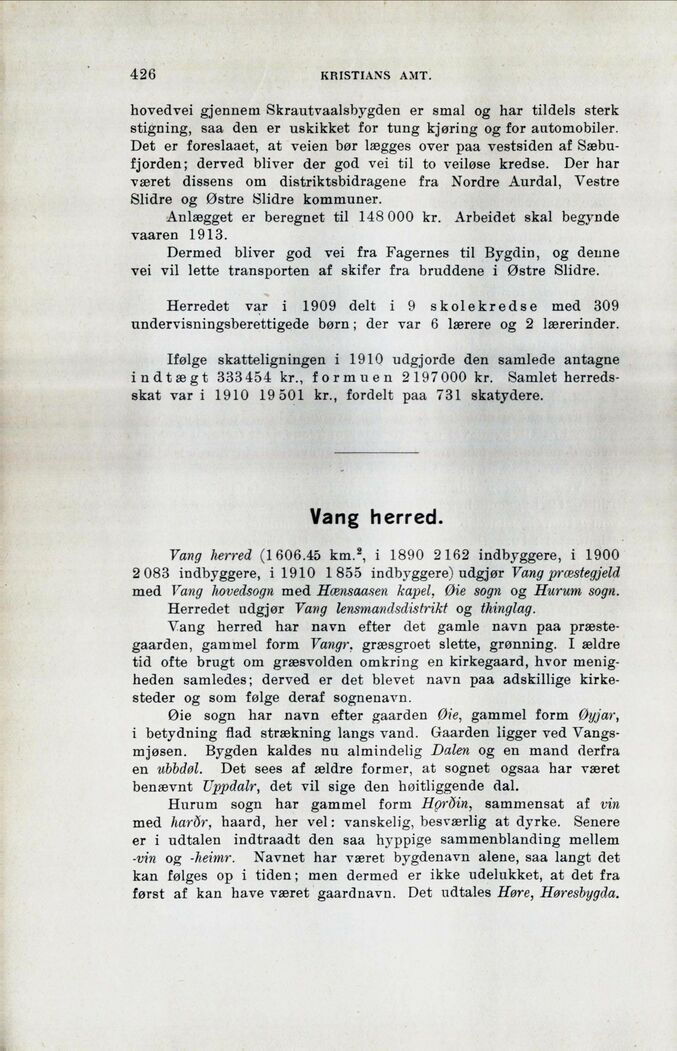 426 KRISTIANS AMT.
hovedvei gjennem Skrautvaalsbygden er smal og har tildels sterk
stigning, saa den er uskikket for tung kjøring og for automobiler.
Det er foreslaaet, at veien bør lægges over paa vestsiden af Sæbu-
fjorden; derved bliver der god vei til to veiløse kredse. Der har
været dissens om distriktsbidragene fra Nordre Aurdal, Vestre
Slidre og Østre Slidre kommuner.
Anlægget er beregnet til 148 000 kr. Arbeidet skal begynde
vaaren 1913.
Dermed bliver god vei fra Fagernes til Bygdin, og denne
vei vil lette transporten af skifer fra bruddene i Østre Slidre.
Herredet var i 1909 delt i 9 skolekredse med 309
undervisningsberettigede børn; der var 6 lærere og 2 lærerinder.
Ifølge skatteligningen i 1910 udgjorde den samlede antagne
indtægt 333 454 kr., formuen 2 197 000 kr. Samlet herreds-
skat var i 1910 19 501 kr., fordelt paa 731 skatydere.
Vang herred.
Vang herred (1 606.45 km.², i 1890 2 162 indbyggere, i 1900
2 083 indbyggere, i 1910 1 855 indbyggere) udgjør Vang præstegjeld
med Vang hovedsogn med Hænsaasen kapel, Øie sogn og Hurum sogn.
Herredet udgjør Vang lensmandsdistrikt og thinglag.
Vang herred har navn efter det gamle navn paa præste-
gaarden, gammel form Vangr, græsgroet slette, grønning. I ældre
tid ofte brugt om græsvolden omkring en kirkegaard, hvor menig-
heden samledes; derved er det blevet navn paa adskillige kirke-
steder og som følge deraf sognenavn.
Øie sogn har navn efter gaarden Øie, gammel form Øyjar,
i betydning flad strækning langs vand. Gaarden ligger ved Vangs-
mjøsen. Bygden kaldes nu almindelig Dalen og en mand derfra
en ubbdøl. Det sees af ældre former, at sognet ogsaa har været
benævnt Uppdalr, det vil sige den høitliggende dal.
Hurum sogn har gammel form Hǫrðin, sammensat af vin
med harðr, haard, her vel: vanskelig, besværlig at dyrke. Senere
er i udtalen indtraadt den saa hyppige sammenblanding mellem
-vin og -heimr. Navnet har været bygdenavn alene, saa langt det
kan følges op i tiden; men dermed er ikke udelukket, at det fra
først af kan have været gaardnavn. Det udtales Høre, Høresbygda.